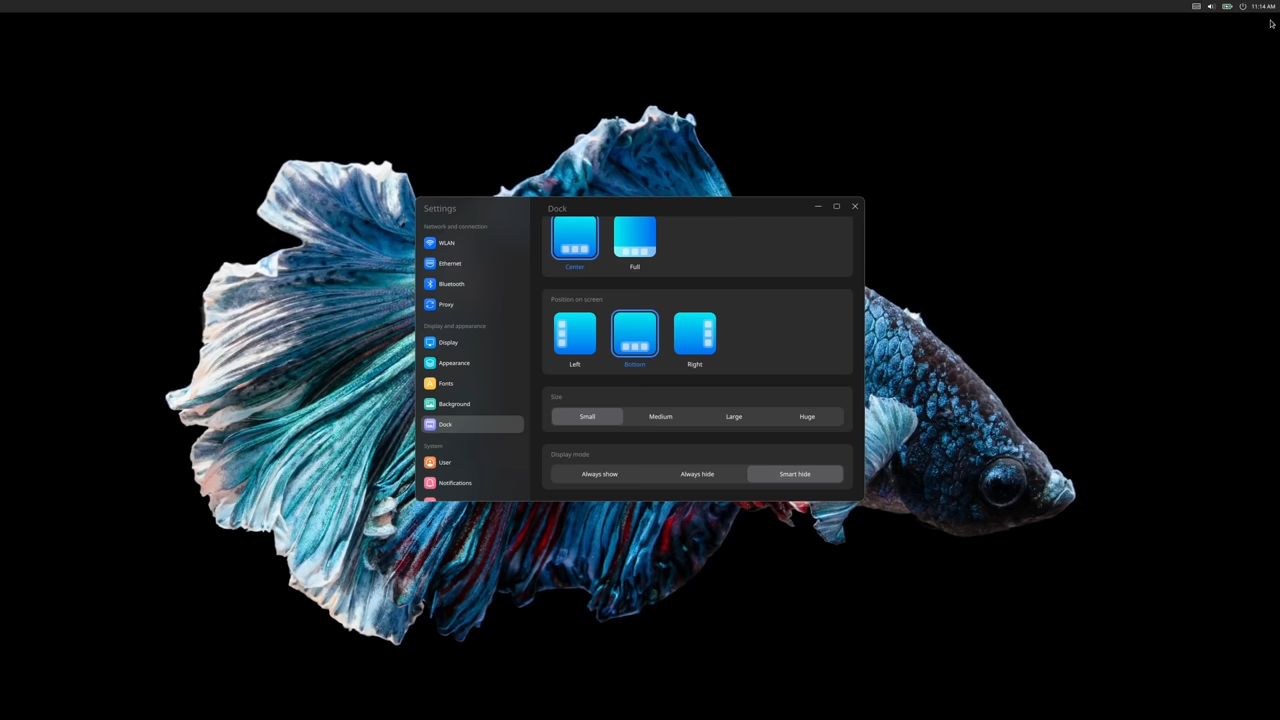 11:14 AM
Settings
Dock
Network and connection
WLAN
Ethernet
Bluetooth
Proxy
Display and appearance
Display
Appearance
Fonts
Background
Dock
System
User
Notifications
Center
Full
Position on screen
Left
Bottom
Right
Size
Small
Medium
Large
Huge
Display mode
Always show
Always hide
Smart hide